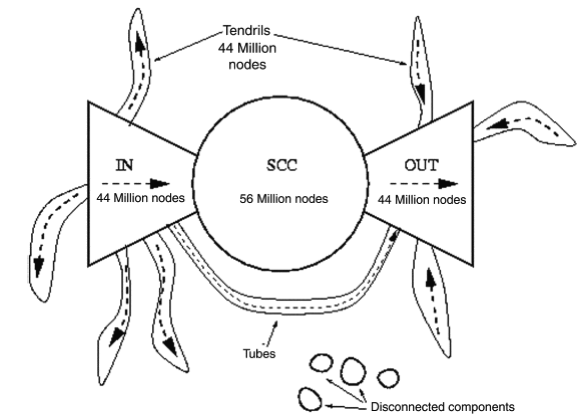 Tendrils
44 Million
nodes
IN
44 Million nodes
SCC
56 Million nodes
OUT
44 Million nodes
Tubes
Disconnected components